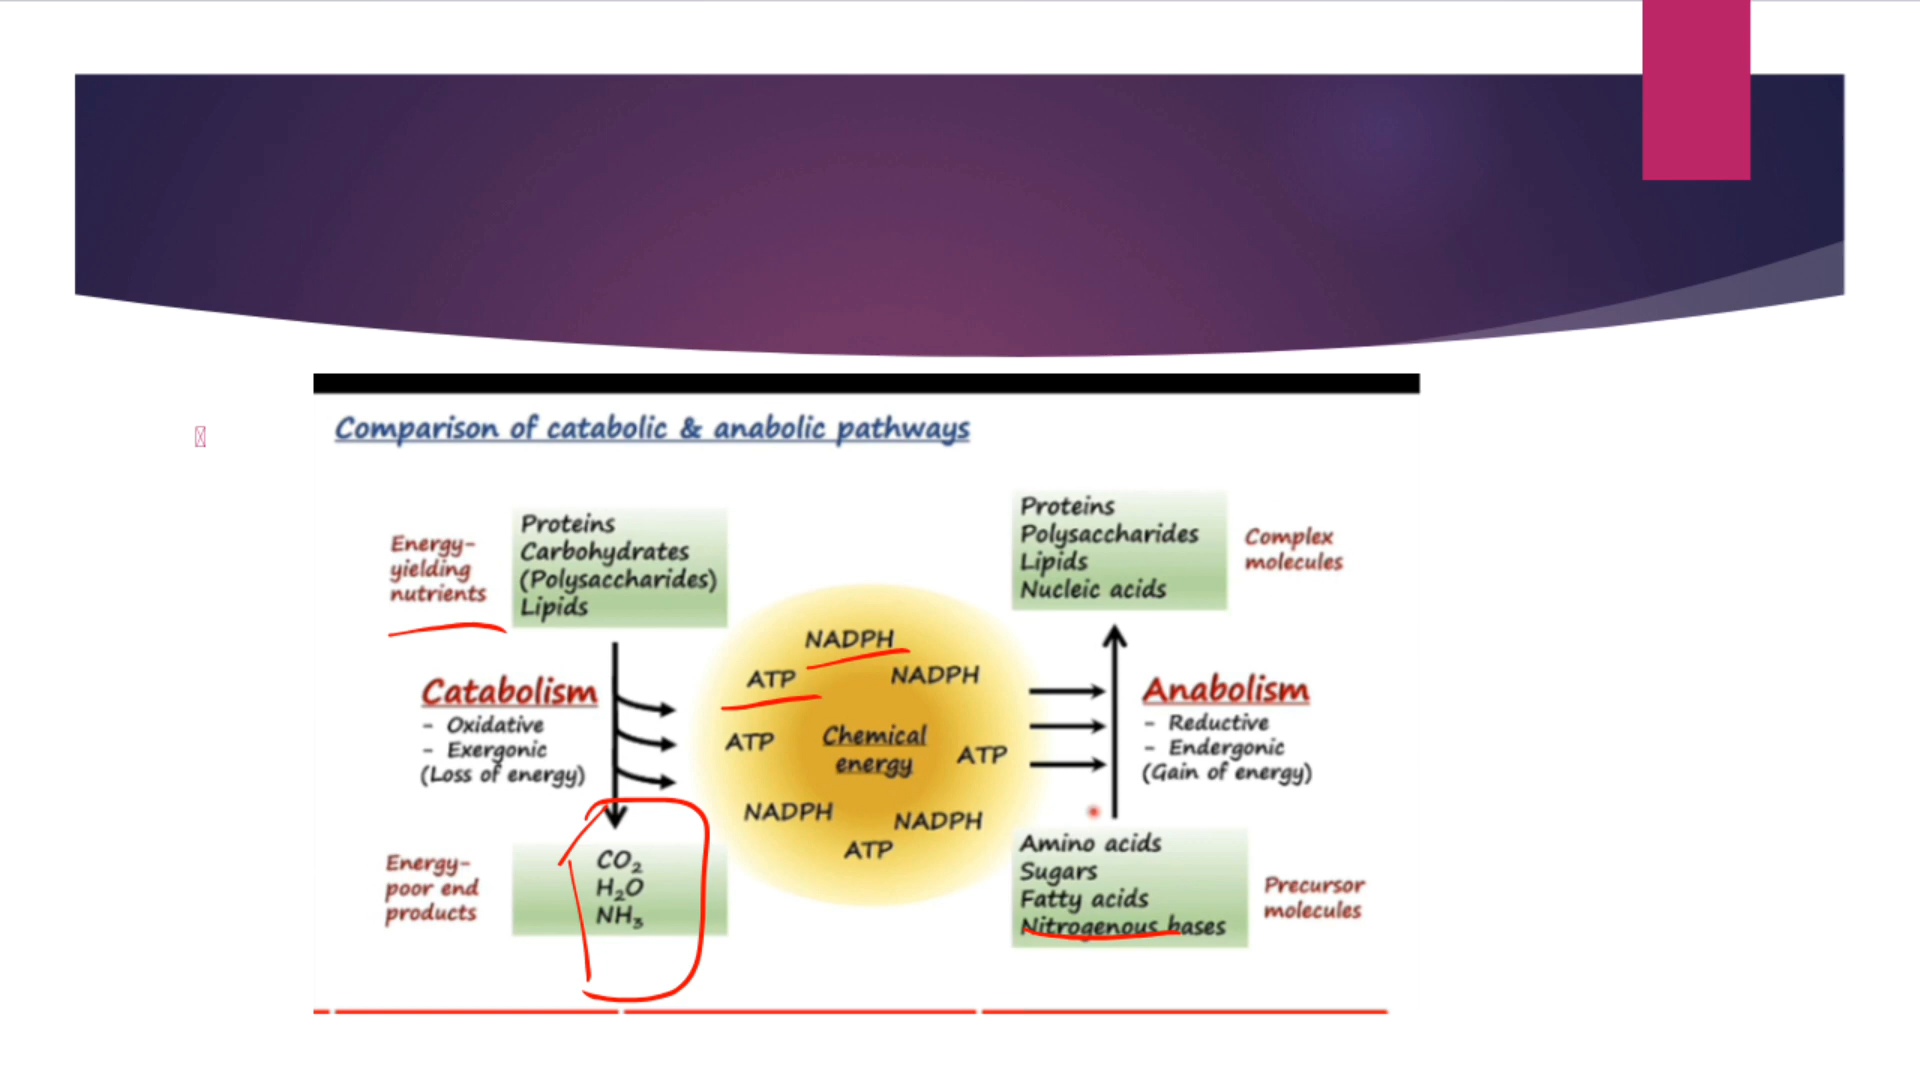 Comparison of catabolic & anabolic pathways
Energy-
yielding
nutrients
Proteins
Carbohydrates
(Polysaccharides)
Lipids
Catabolism
- Oxidative
- Exergonic
(Loss of energy)
Energy-
poor end
products
CO₂
H₂O
NH₃
NADPH
ATP
NADPH
ATP
Chemical
energy
ATP
NADPH
NADPH
ATP
Proteins
Polysaccharides
Lipids
Nucleic acids
Complex
molecules
Anabolism
- Reductive
- Endergonic
(Gain of energy)
Amino acids
Sugars
Fatty acids
Nitrogenous bases
Precursor
molecules